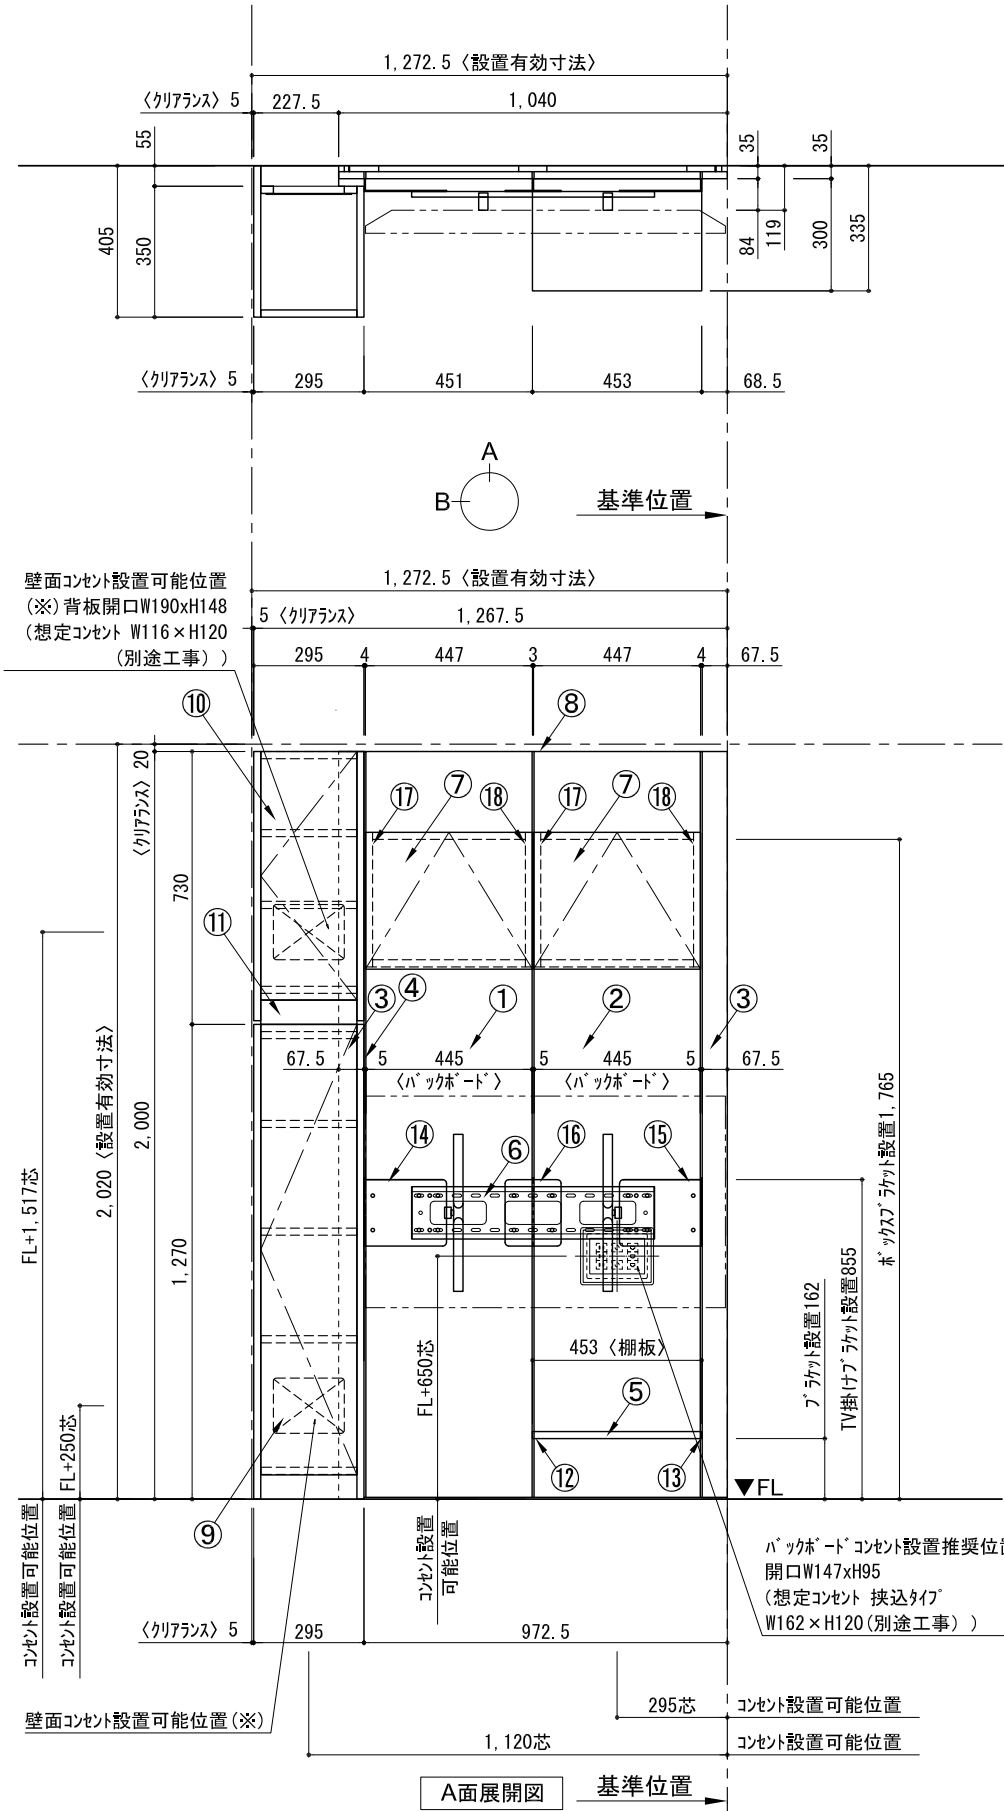 1,272.5〈設置有効寸法〉
〈クリアランス〉5 227.5 1,040
55 35 35
405 350 84 119 300 335
〈クリアランス〉5 295 451 453 68.5
A
B
基準位置
壁面コンセント設置可能位置
(※)背板開口W190xH148
(想定コンセント W116×H120
(別途工事))
1,272.5〈設置有効寸法〉
5〈クリアランス〉 1,267.5
295 4 447 3 447 4 67.5
⑩ ⑧
〈クリアランス〉20
⑰ ⑦ ⑱ ⑰ ⑦ ⑱
730
⑪
③ ④ ① ② ③
67.5 5 445 5 445 5 67.5
〈バックボード〉 〈バックボード〉
⑭ ⑥ ⑯ ⑮
FL+1,517芯
2,020〈設置有効寸法〉
2,000
1,270
FL+650芯
453〈棚板〉
⑤
ブラケット設置162
TV掛けブラケット設置855
ボックスブラケット設置1,765
FL+250芯
⑫ ⑬
▼FL
⑨
コンセント設置可能位置
コンセント設置可能位置
コンセント設置
可能位置
バックボードコンセント設置推奨位
開口W147xH95
(想定コンセント 挟込タイプ
W162×H120(別途工事))
〈クリアランス〉5 295 972.5
295芯 コンセント設置可能位置
壁面コンセント設置可能位置(※)
1,120芯 コンセント設置可能位置
A面展開図
基準位置